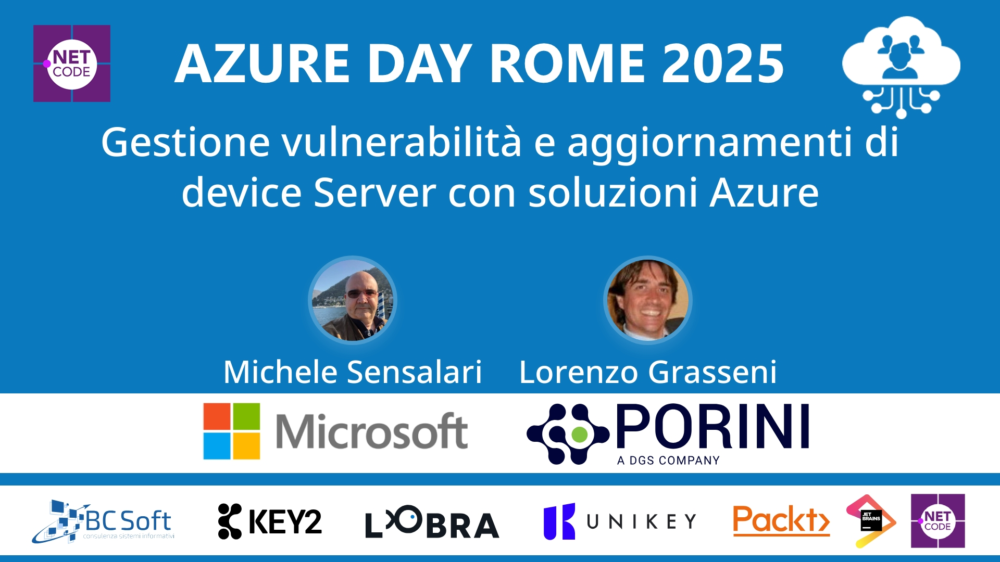 NET
CODE
AZURE DAY ROME 2025
Gestione vulnerabilità e aggiornamenti di
device Server con soluzioni Azure
Michele Sensalari
Lorenzo Grasseni
Microsoft
PORINI
A DGS COMPANY
BC Soft
consulenza sistemi informativi
KEY2
LOBRA
UNIKEY
Packt
JET
BRAINS
NET
CODE